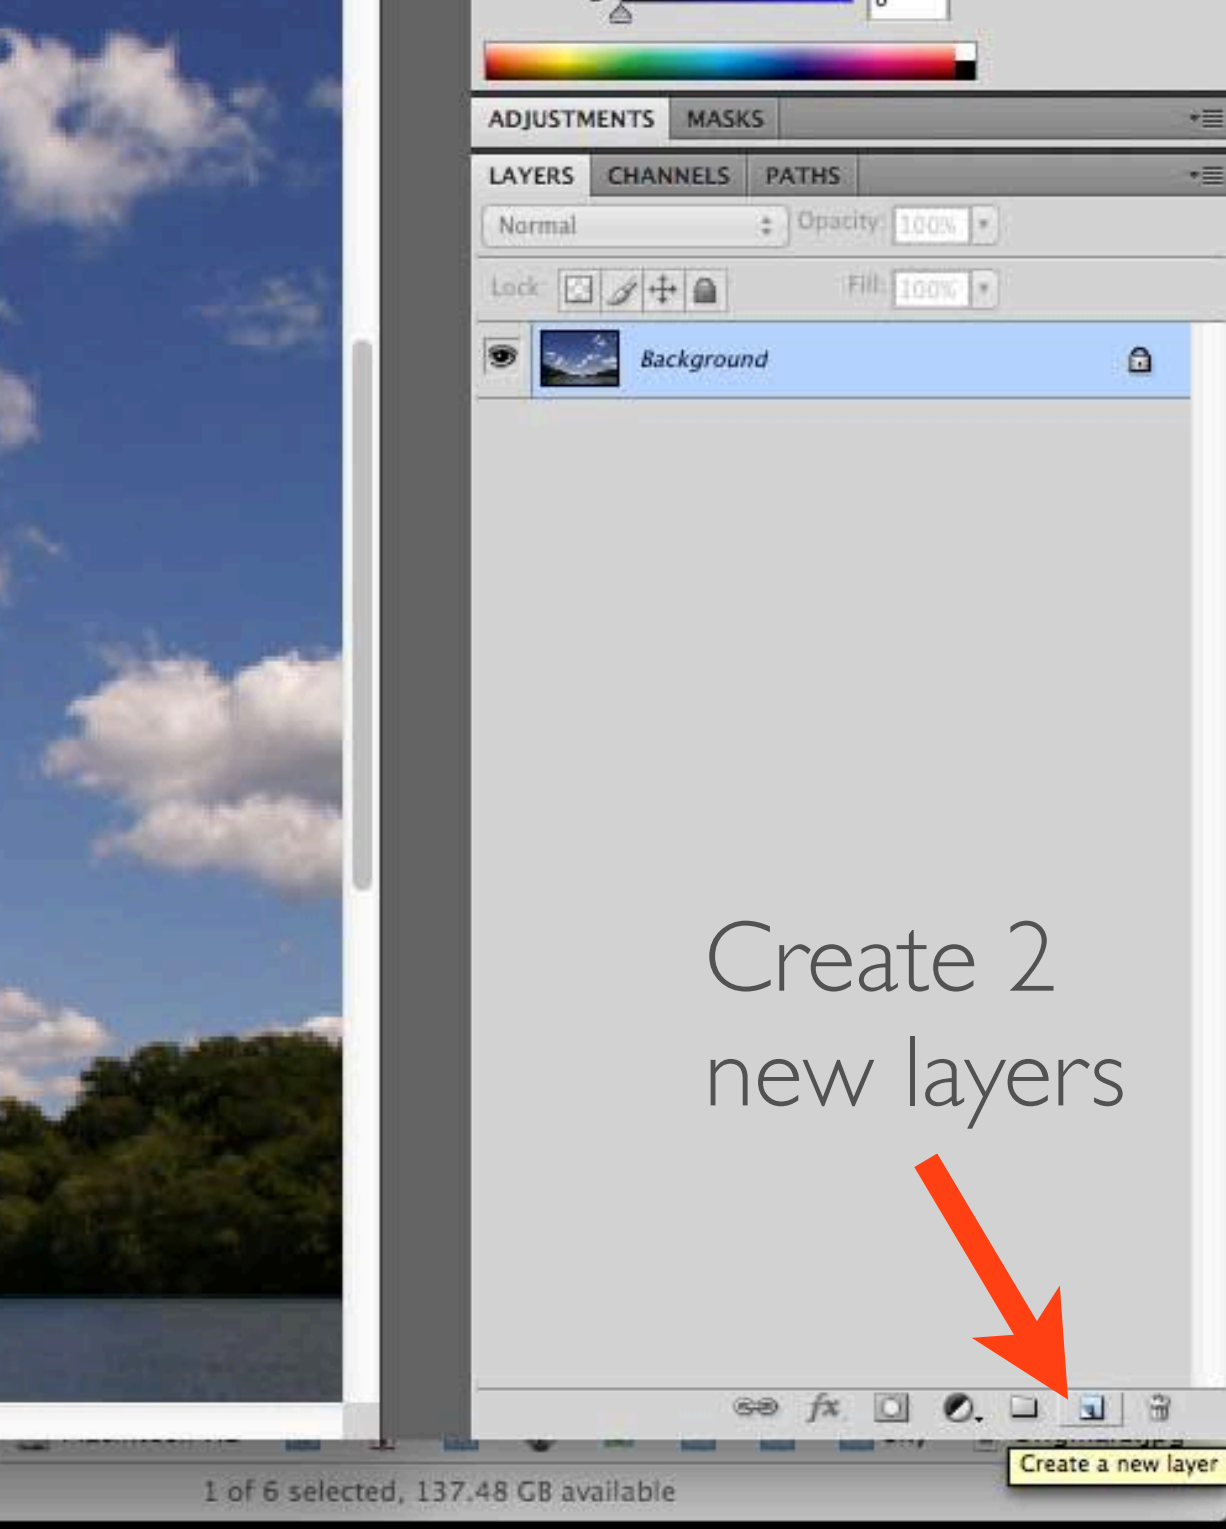 ADJUSTMENTS MASKS
LAYERS CHANNELS PATHS
Normal Opacity: 100%
Lock: Fill: 100%
Background
Create 2
new layers
fx
Create a new layer
1 of 6 selected, 137.48 GB available